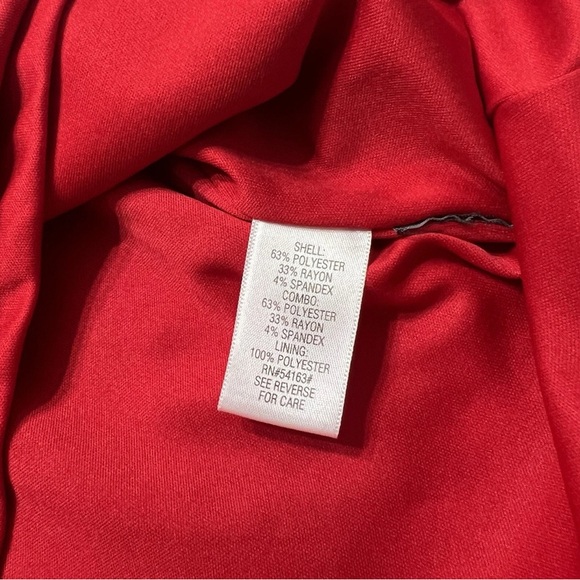 SHELL:
63% POLYESTER
33% RAYON
4% SPANDEX
COMBO:
63% POLYESTER
33% RAYON
4% SPANDEX
LINING:
100% POLYESTER
RN#54163#
SEE REVERSE
FOR CARE